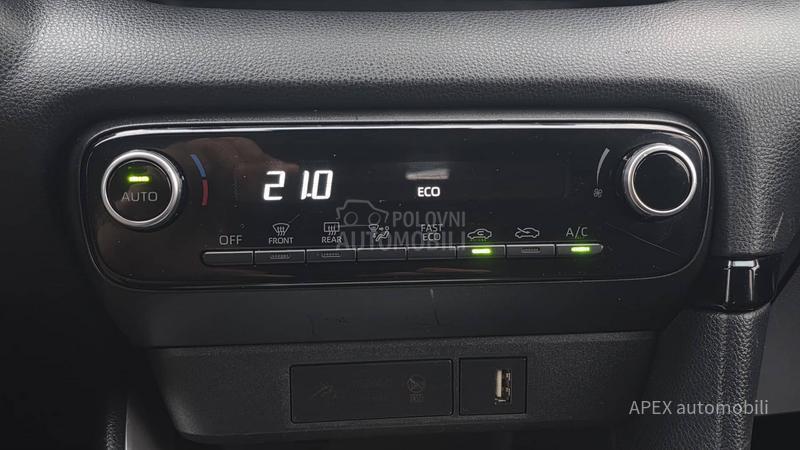 AUTO
21.0
ECO
POLOVNI
AUTOMOBILI
OFF
FRONT
REAR
FAST
ECO
A/C
APEX automobili